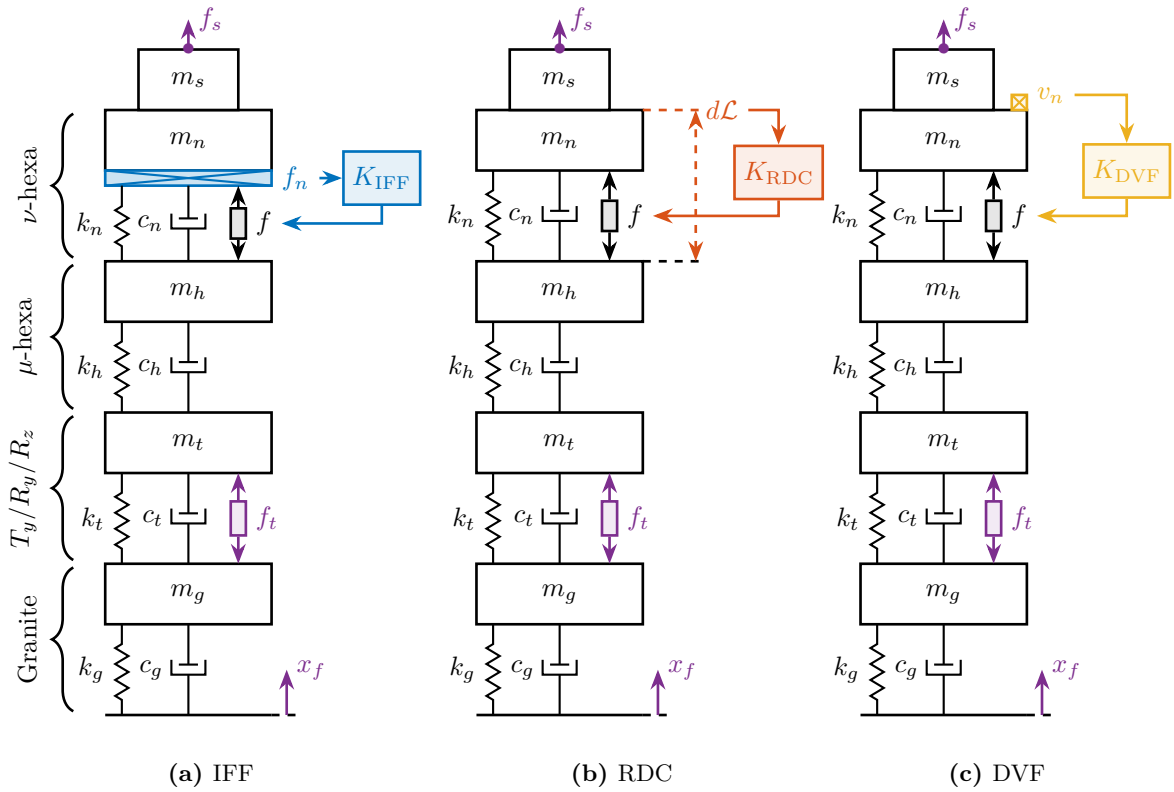 f_s f_s f_s
m_s m_s m_s
m_n m_n m_n
f_n K_IFF dℒ K_RDC v_n K_DVF
ν-hexa
k_n c_n f k_n c_n f k_n c_n f
m_h m_h m_h
μ-hexa
k_h c_h k_h c_h k_h c_h
m_t m_t m_t
T_y/R_y/R_z
k_t c_t f_t k_t c_t f_t k_t c_t f_t
m_g m_g m_g
Granite
k_g c_g x_f k_g c_g x_f k_g c_g x_f
(a) IFF (b) RDC (c) DVF